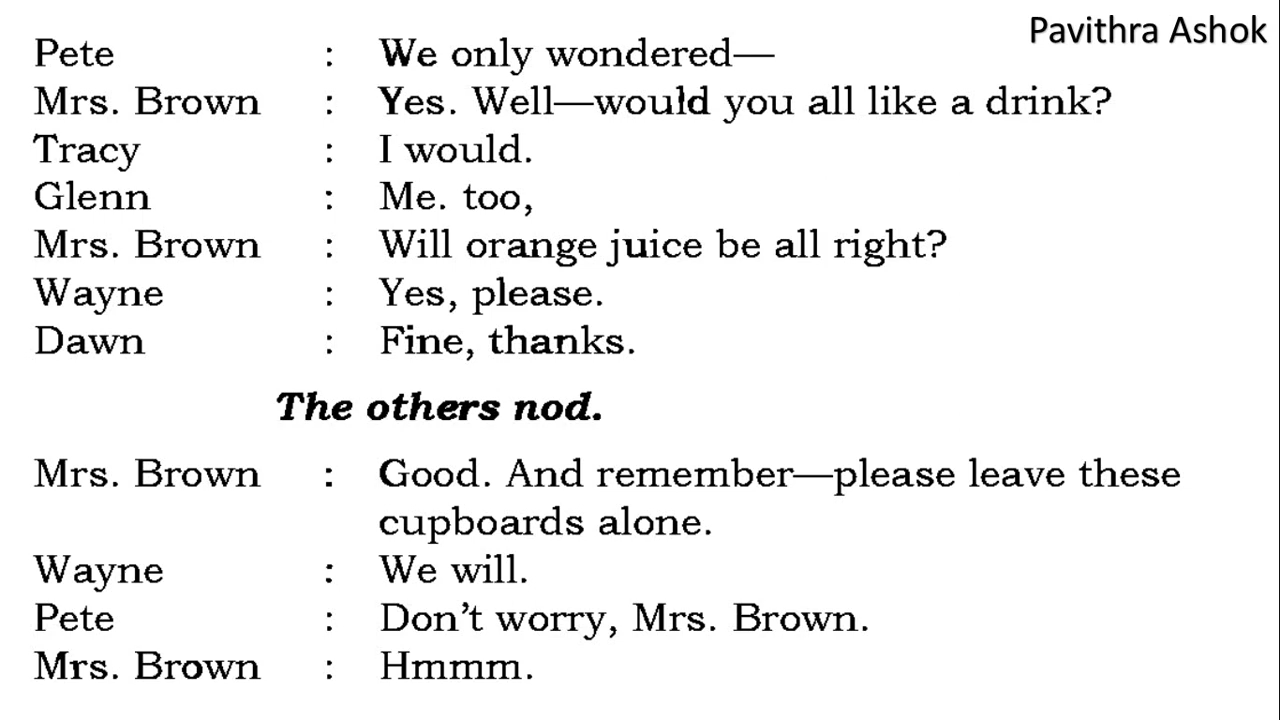 Pavithra Ashok
Pete : We only wondered—
Mrs. Brown : Yes. Well—would you all like a drink?
Tracy : I would.
Glenn : Me. too,
Mrs. Brown : Will orange juice be all right?
Wayne : Yes, please.
Dawn : Fine, thanks.
The others nod.
Mrs. Brown : Good. And remember—please leave these
cupboards alone.
Wayne : We will.
Pete : Don't worry, Mrs. Brown.
Mrs. Brown : Hmmm.